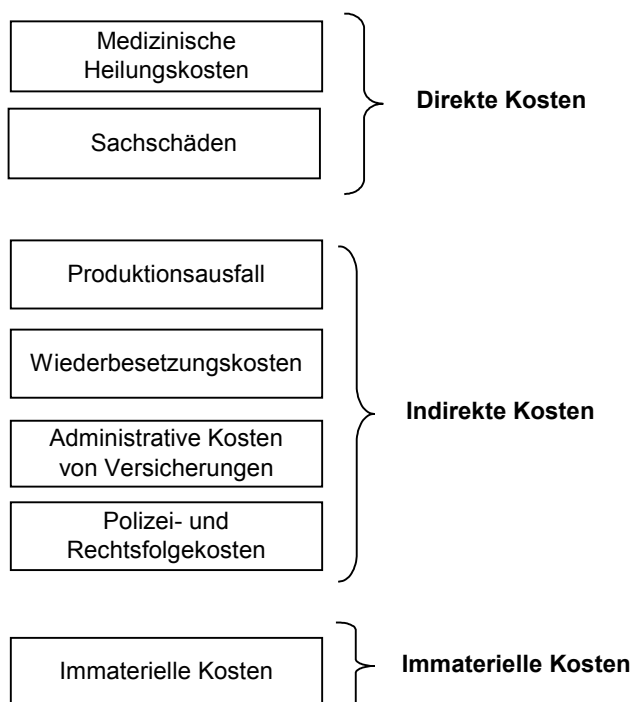 Medizinische
Heilungskosten
Direkte Kosten
Sachschäden
Produktionsausfall
Wiederbesetzungskosten
Indirekte Kosten
Administrative Kosten
von Versicherungen
Polizei- und
Rechtsfolgekosten
Immaterielle Kosten
Immaterielle Kosten